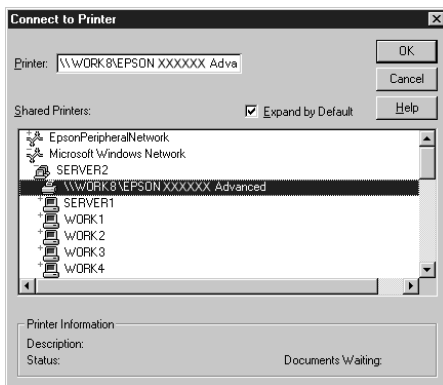 Connect to Printer
Printer: \\WORK8\EPSON XXXXXX Adva
OK
Cancel
Help
Shared Printers:
Expand by Default
EpsonPeripheralNetwork
Microsoft Windows Network
SERVER2
\\WORK8\EPSON XXXXXX Advanced
SERVER1
WORK1
WORK2
WORK3
WORK4
Printer Information
Description:
Status:
Documents Waiting: